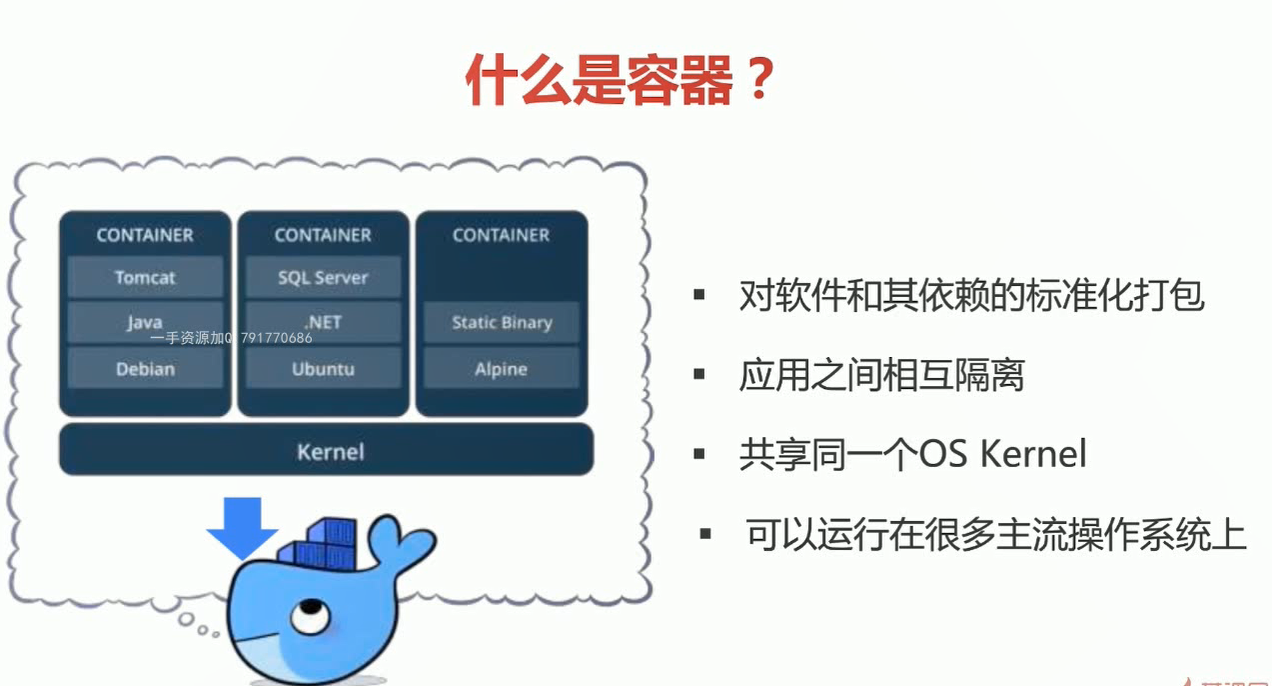 什么是容器？
CONTAINER
Tomcat
Java
Debian
CONTAINER
SQL Server
.NET
Ubuntu
CONTAINER
Static Binary
Alpine
一手资源加Q 791770686
Kernel
▪ 对软件和其依赖的标准化打包
▪ 应用之间相互隔离
▪ 共享同一个OS Kernel
▪ 可以运行在很多主流操作系统上